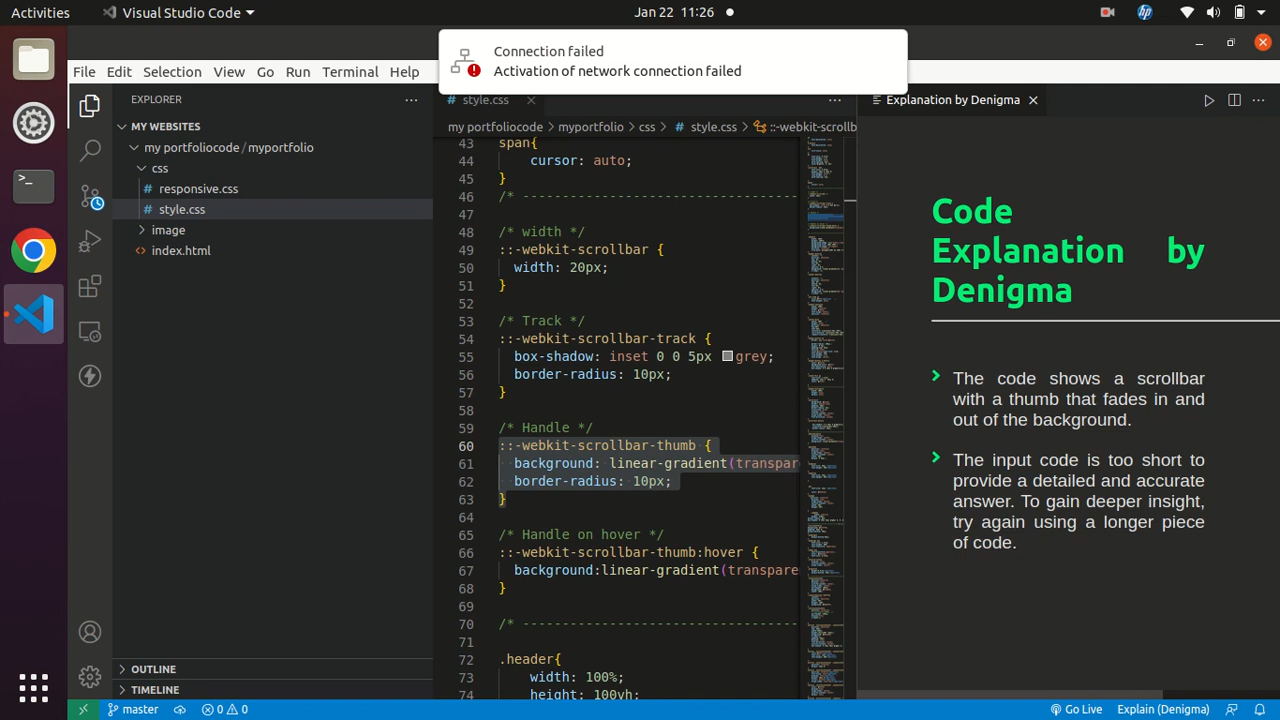 Activities
Visual Studio Code
Jan 22 11:26
Connection failed
Activation of network connection failed
File Edit Selection View Go Run Terminal Help
EXPLORER
MY WEBSITES
my portfoliocode / myportfolio
css
# responsive.css
# style.css
image
<> index.html
OUTLINE
TIMELINE
# style.css
my portfoliocode > myportfolio > css > # style.css > ::-webkit-scrollb
43 span{
44 cursor: auto;
45 }
46 /* -----------------------------------
47
48 /* width */
49 ::-webkit-scrollbar {
50 width: 20px;
51 }
52
53 /* Track */
54 ::-webkit-scrollbar-track {
55 box-shadow: inset 0 0 5px grey;
56 border-radius: 10px;
57 }
58
59 /* Handle */
60 ::-webkit-scrollbar-thumb {
61 background: linear-gradient(transpar
62 border-radius: 10px;
63 }
64
65 /* Handle on hover */
66 ::-webkit-scrollbar-thumb:hover {
67 background:linear-gradient(transpare
68 }
69
70 /* -----------------------------------
71
72 .header{
73 width: 100%;
74 height: 100vh;
Explanation by Denigma
Code
Explanation by
Denigma
The code shows a scrollbar
with a thumb that fades in and
out of the background.
The input code is too short to
provide a detailed and accurate
answer. To gain deeper insight,
try again using a longer piece
of code.
master
0 0
Go Live
Explain (Denigma)